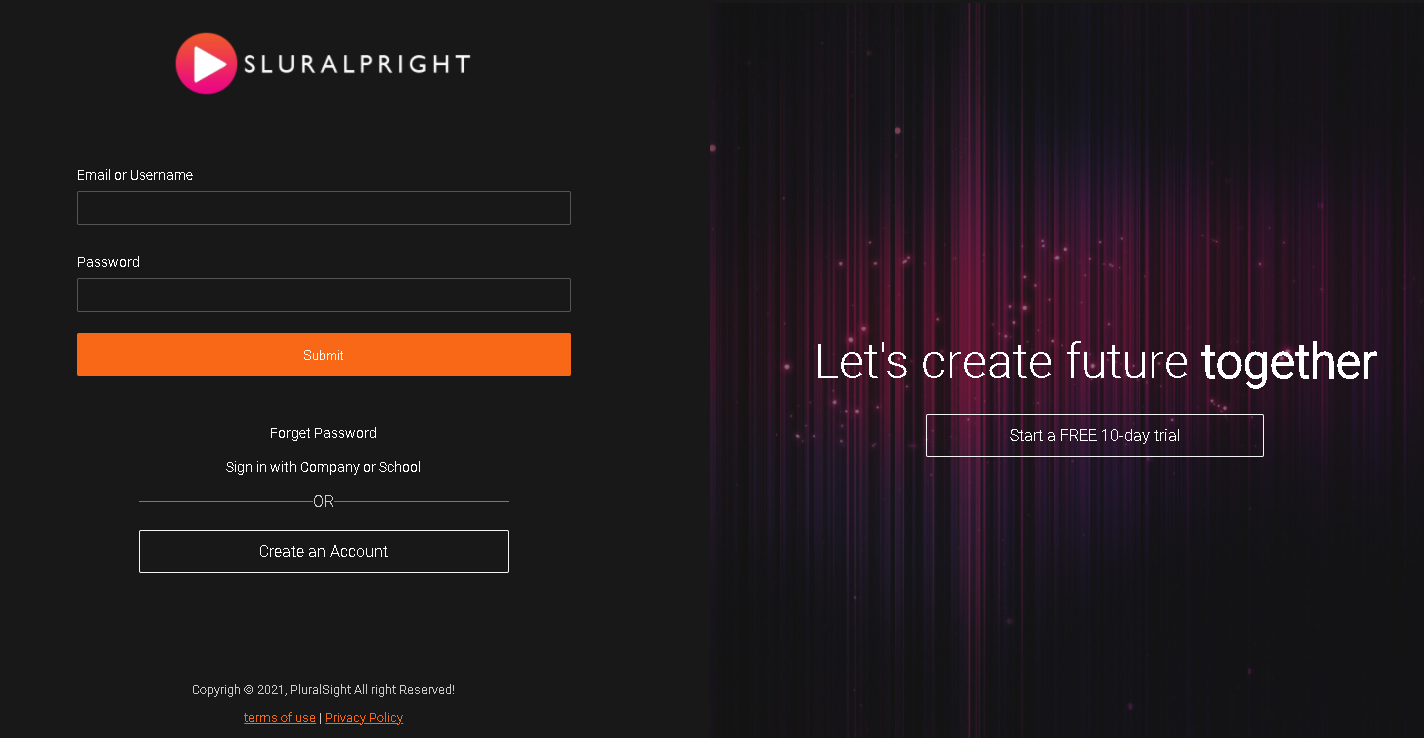 SLURALPRIGHT
Email or Username
Password
Submit
Forget Password
Sign in with Company or School
OR
Create an Account
Copyrigh © 2021, PluralSight All right Reserved!
terms of use | Privacy Policy
Let's create future together
Start a FREE 10-day trial